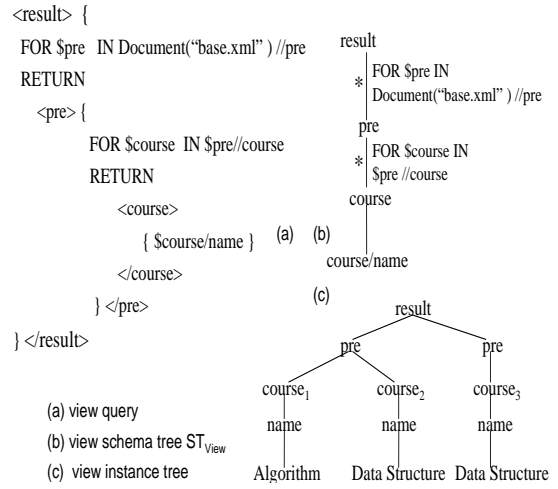 <result> {
FOR $pre IN Document(“base.xml” ) //pre
RETURN
<pre> {
FOR $course IN $pre//course
RETURN
<course>
{ $course/name }
</course>
} </pre>
} </result>
(a)
(b)
result
* FOR $pre IN
Document(“base.xml” ) //pre
pre
* FOR $course IN
$pre //course
course
course/name
(c)
result
pre pre
course1 course2 course3
name name name
Algorithm Data Structure Data Structure
(a) view query
(b) view schema tree STView
(c) view instance tree